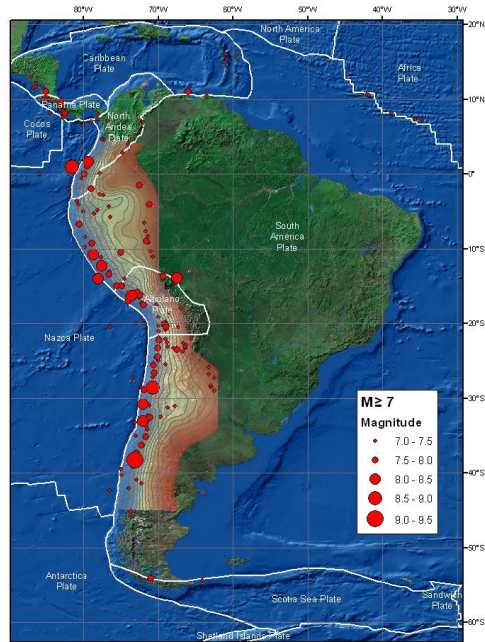 80°W
70°W
60°W
50°W
40°W
30°W
20°N
North America
Plate
Caribbean
Plate
Africa
Plate
10°N
Panama Plate
Cocos
Plate
North
Andes
Plate
0°
South
America
Plate
10°S
Altiplano
Plate
20°S
Nazca Plate
30°S
M≥ 7
Magnitude
7.0 - 7.5
7.5 - 8.0
8.0 - 8.5
8.5 - 9.0
9.0 - 9.5
40°S
50°S
Antarctica
Plate
Scotia Sea Plate
Sandwich
Plate
60°S
Shetland Islands Plate